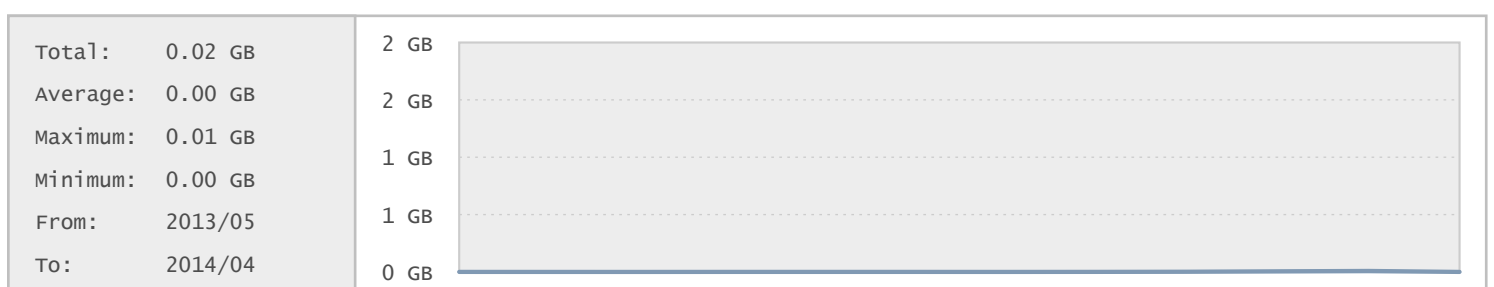 Total: 0.02 GB
Average: 0.00 GB
Maximum: 0.01 GB
Minimum: 0.00 GB
From: 2013/05
To: 2014/04
2 GB
2 GB
1 GB
1 GB
0 GB